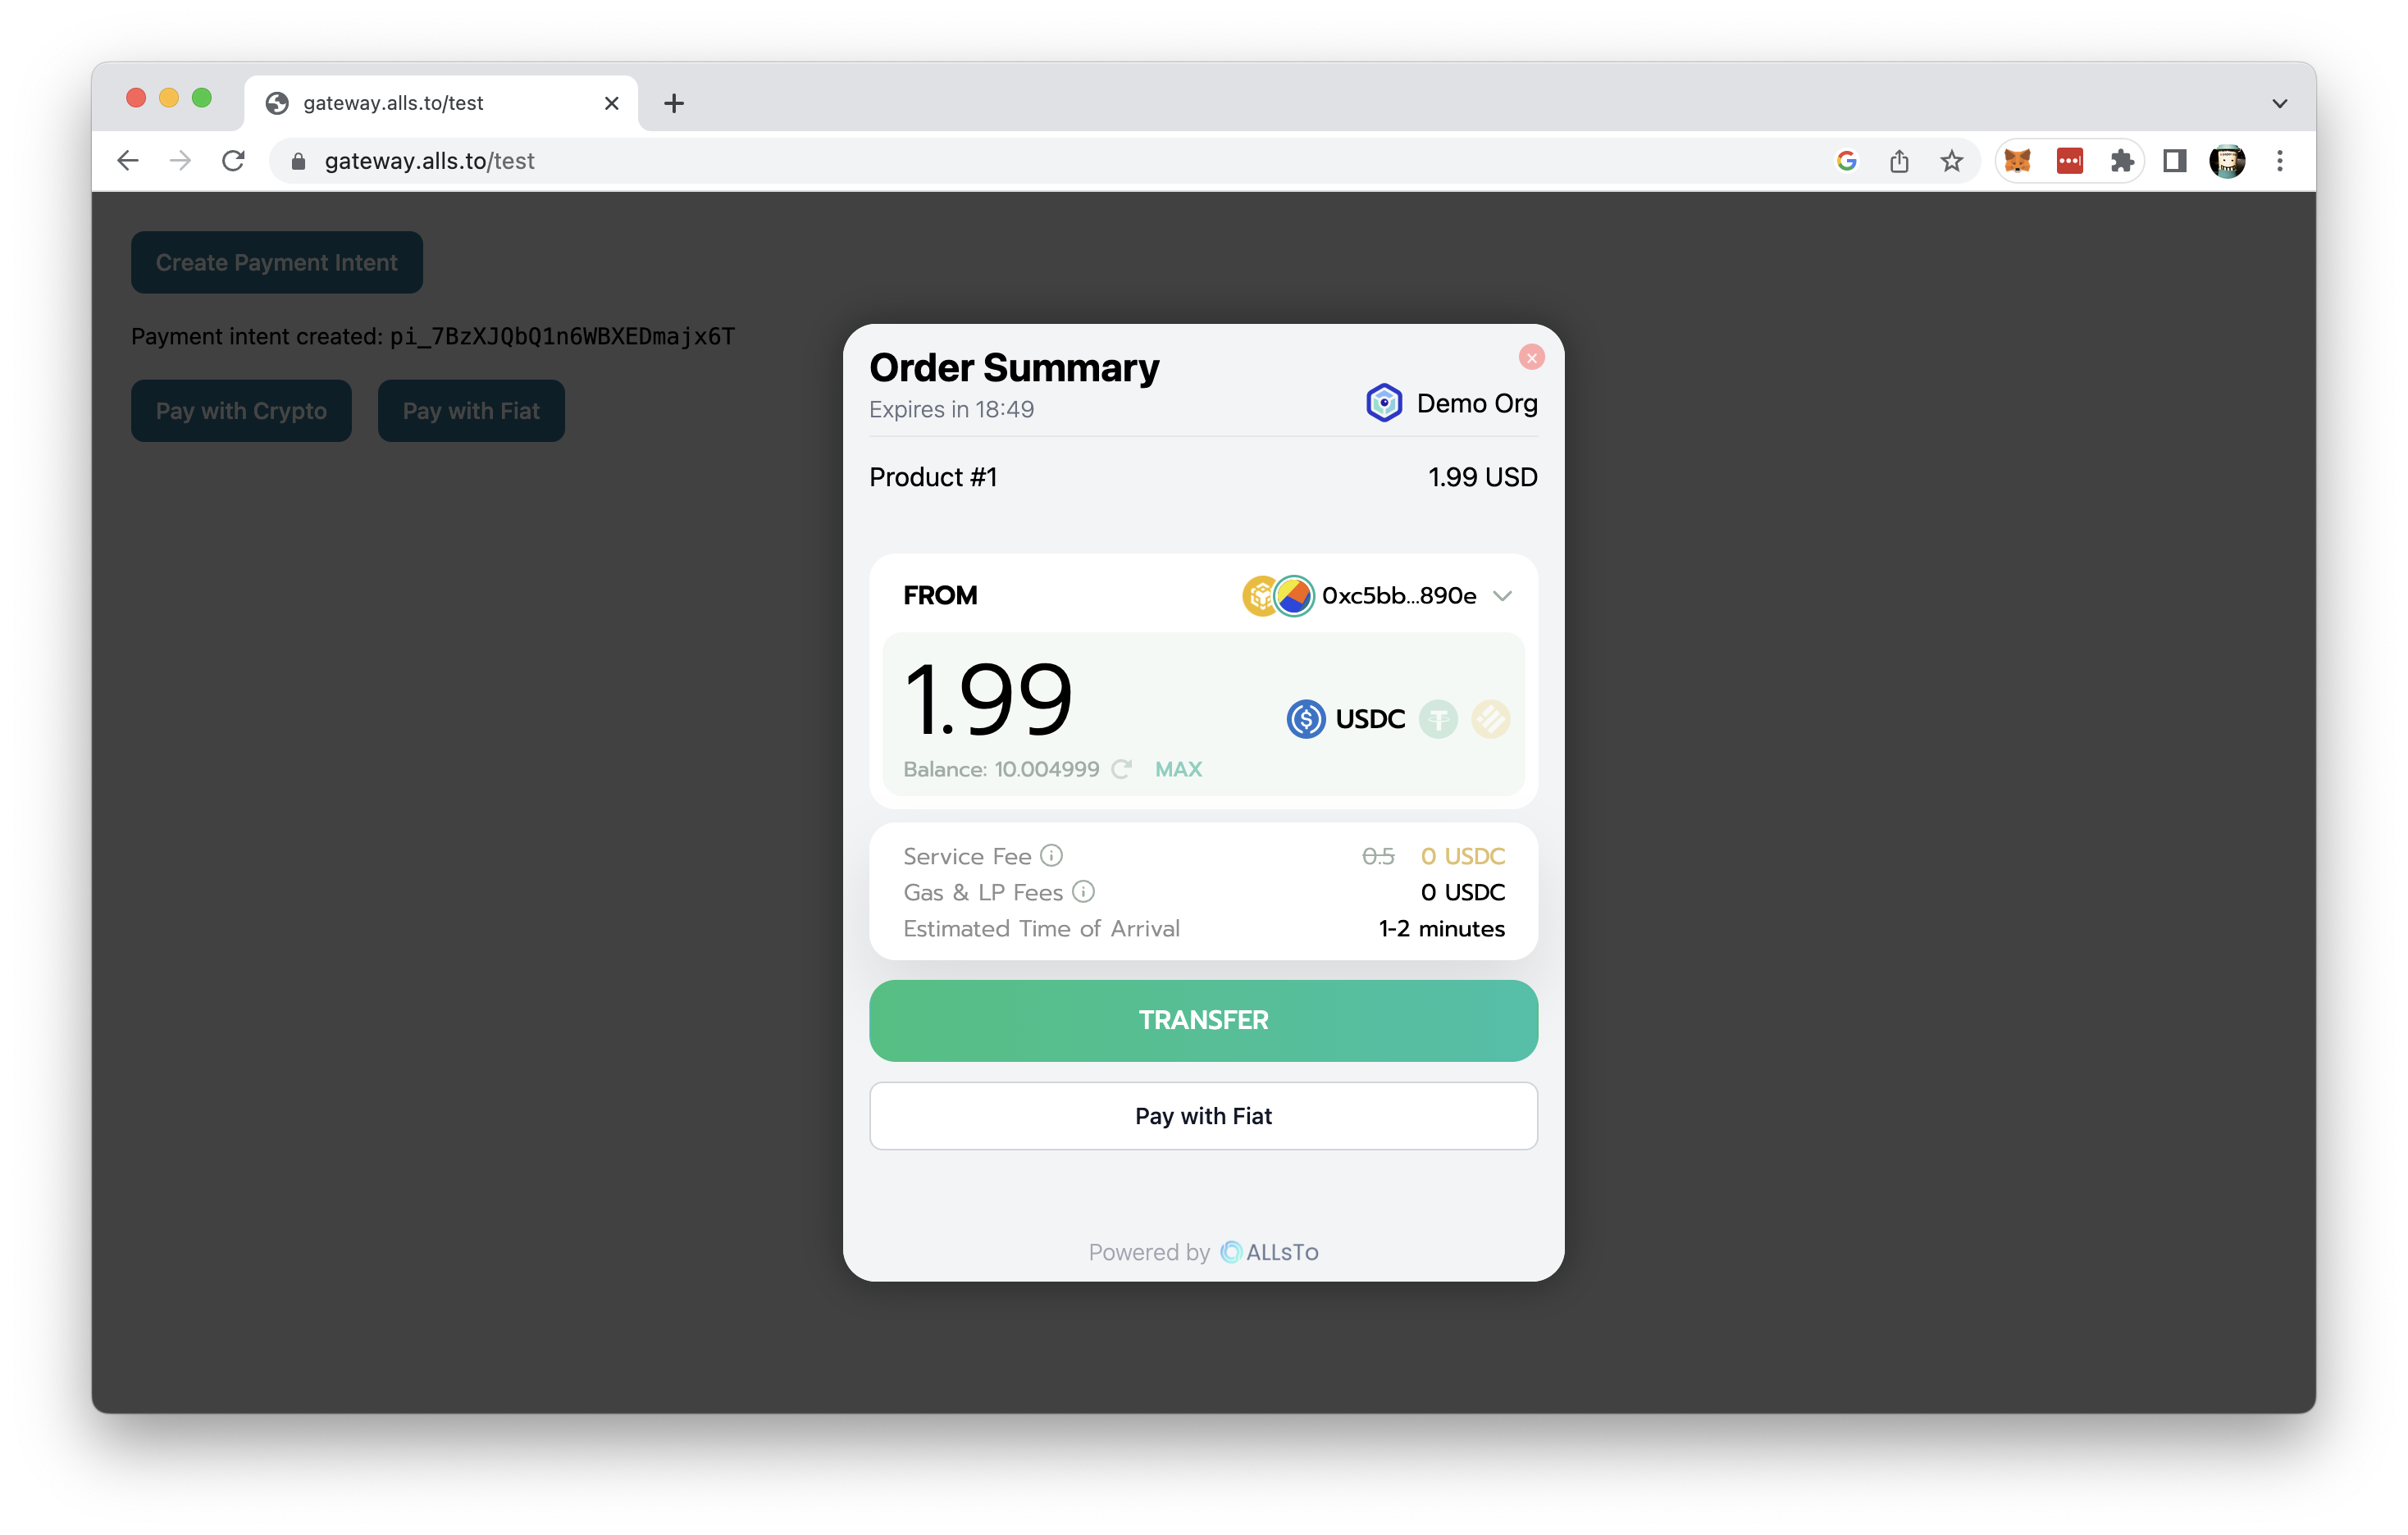 gateway.alls.to/test
gateway.alls.to/test
Create Payment Intent
Payment intent created: pi_7BzXJQbQ1n6WBXEDmajx6T
Pay with Crypto Pay with Fiat
Order Summary
Expires in 18:49
Demo Org
Product #1 1.99 USD
FROM 0xc5bb...890e
1.99
USDC
Balance: 10.004999 MAX
Service Fee 0.5 0 USDC
Gas & LP Fees 0 USDC
Estimated Time of Arrival 1-2 minutes
TRANSFER
Pay with Fiat
Powered by ALLsTo